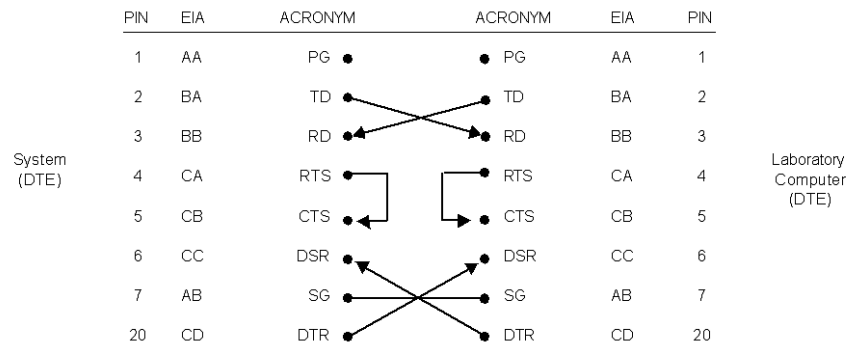 PIN EIA ACRONYM ACRONYM EIA PIN
1 AA PG PG AA 1
2 BA TD TD BA 2
3 BB RD RD BB 3
System
(DTE)
4 CA RTS RTS CA 4
Laboratory
Computer
(DTE)
5 CB CTS CTS CB 5
6 CC DSR DSR CC 6
7 AB SG SG AB 7
20 CD DTR DTR CD 20